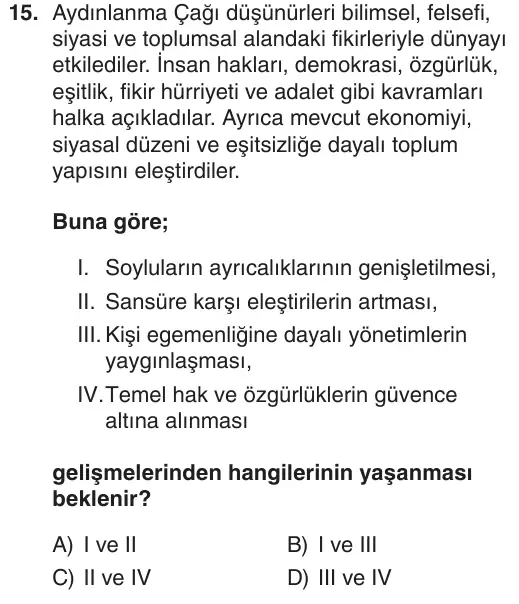 15. Aydınlanma Çağı düşünürleri bilimsel, felsefi,
siyasi ve toplumsal alandaki fikirleriyle dünyayı
etkilediler. İnsan hakları, demokrasi, özgürlük,
eşitlik, fikir hürriyeti ve adalet gibi kavramları
halka açıkladılar. Ayrıca mevcut ekonomiyi,
siyasal düzeni ve eşitsizliğe dayalı toplum
yapısını eleştirdiler.
Buna göre;
I. Soyluların ayrıcalıklarının genişletilmesi,
II. Sansüre karşı eleştirilerin artması,
III. Kişi egemenliğine dayalı yönetimlerin
yaygınlaşması,
IV. Temel hak ve özgürlüklerin güvence
altına alınması
gelişmelerinden hangilerinin yaşanması
beklenir?
A) I ve II B) I ve III
C) II ve IV D) III ve IV